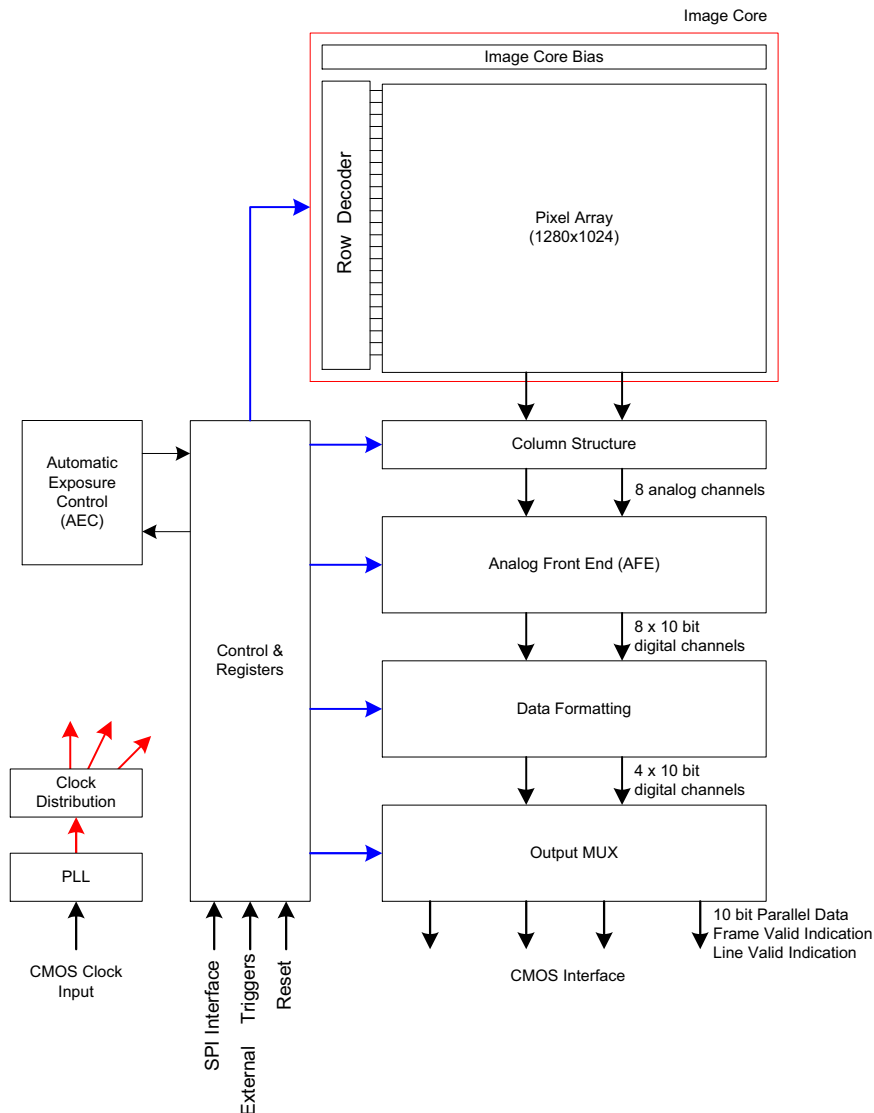 Image Core
Image Core Bias
Row Decoder
Pixel Array
(1280x1024)
Column Structure
8 analog channels
Automatic
Exposure
Control
(AEC)
Analog Front End (AFE)
8 x 10 bit
digital channels
Control &
Registers
Data Formatting
4 x 10 bit
digital channels
Clock
Distribution
Output MUX
PLL
10 bit Parallel Data
Frame Valid Indication
Line Valid Indication
CMOS Clock
Input
SPI Interface
External Triggers
Reset
CMOS Interface